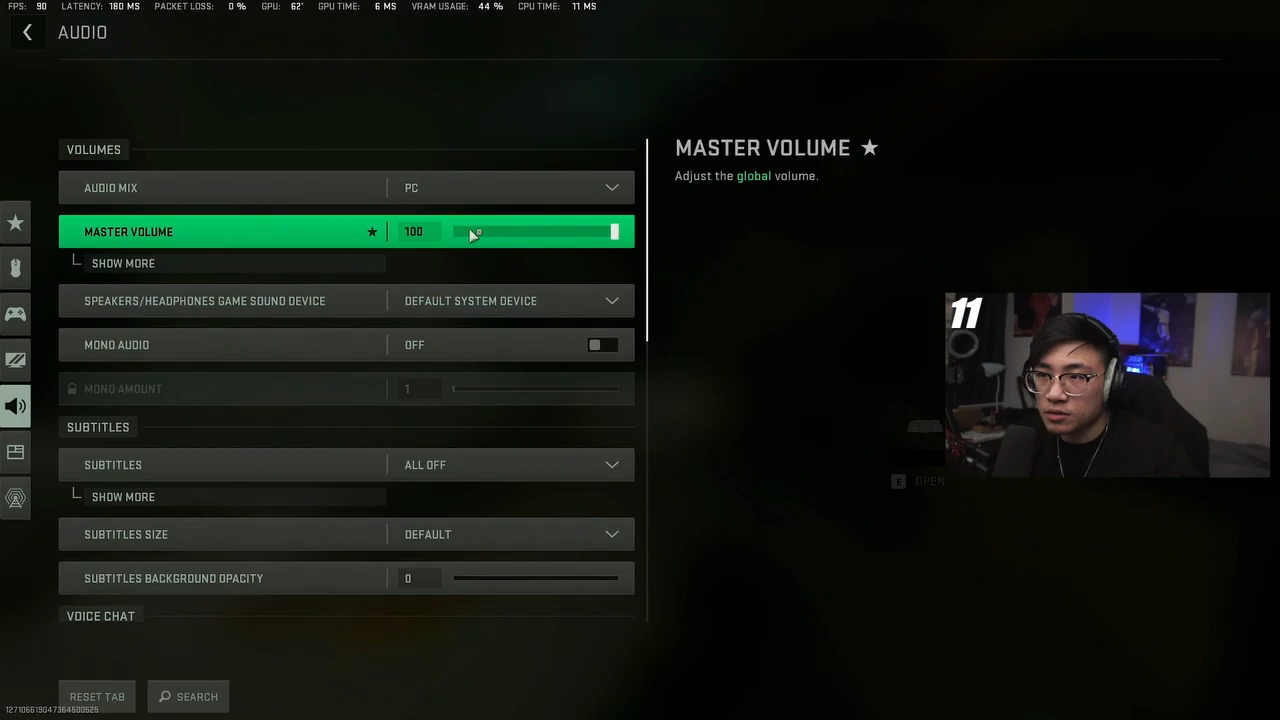 FPS: 90 LATENCY: 180 MS PACKET LOSS: 0 % GPU: 62° GPU TIME: 6 MS VRAM USAGE: 44 % CPU TIME: 11 MS
AUDIO
VOLUMES
AUDIO MIX PC
MASTER VOLUME 100
SHOW MORE
SPEAKERS/HEADPHONES GAME SOUND DEVICE DEFAULT SYSTEM DEVICE
MONO AUDIO OFF
MONO AMOUNT 1
SUBTITLES
SUBTITLES ALL OFF
SHOW MORE
SUBTITLES SIZE DEFAULT
SUBTITLES BACKGROUND OPACITY 0
VOICE CHAT
RESET TAB SEARCH
12710661904736450052S
MASTER VOLUME
Adjust the global volume.
11
E OPEN